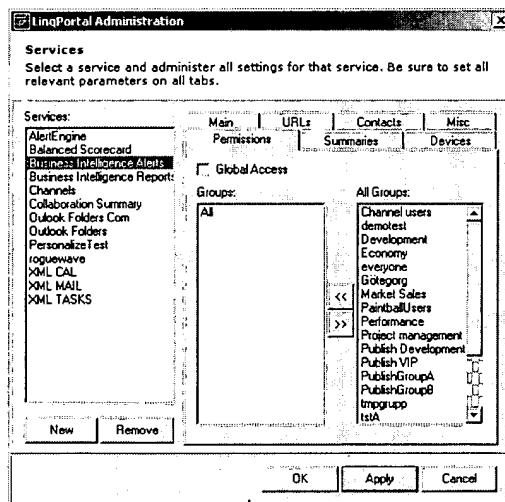 LinqPortal Administration
Services
Select a service and administer all settings for that service. Be sure to set all
relevant parameters on all tabs.
Services:
AlertEngine
Balanced Scorecard
Business Intelligence Alerts
Business Intelligence Reports
Channels
Collaboration Summary
Oulook Folders Com
Outlook Folders
PersonalizeTest
roguewave
XML CAL
XML MAIL
XML TASKS
New
Remove
Main
URLs
Contacts
Misc
Permissions
Summaries
Devices
Global Access
Groups:
All
<<
>>
All Groups:
Channel users
demotest
Development
Economy
everyone
Götegorg
Market Sales
PaintballUsers
Performance
Project management
Publish Development
Publish VIP
PublishGroupA
PublishGroupB
tmpgrupp
tstA
OK
Apply
Cancel